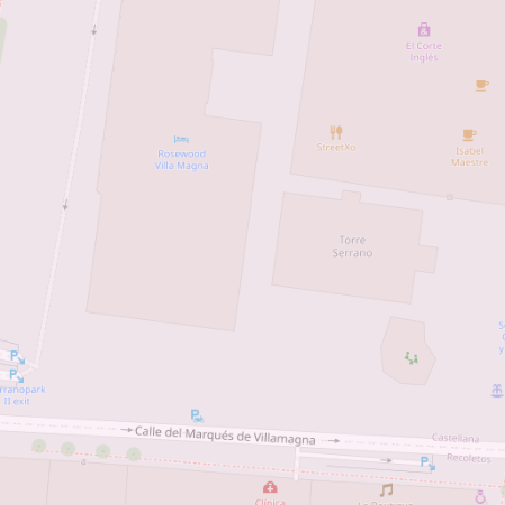 El Corte
Inglés
StreetXo
Isabel
Maestre
Rosewood
Villa Magna
Torre
Serrano
P
P
II exit
P
Calle del Marqués de Villamagna
Castellana
Recoletos
P
Clínica